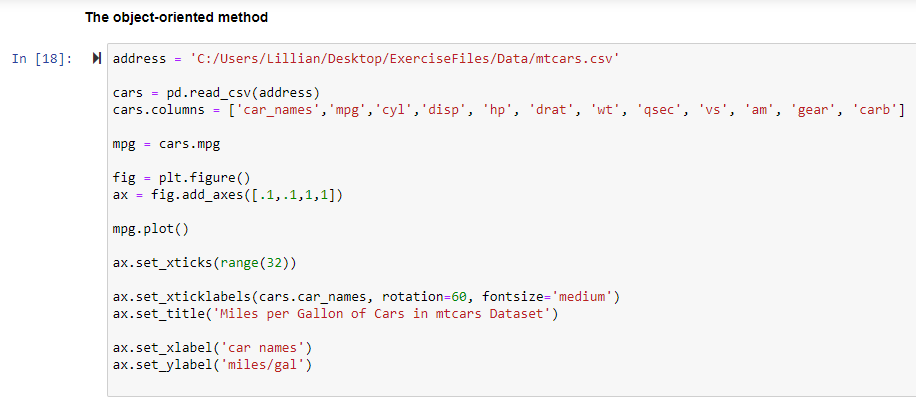 The object-oriented method
In [18]:
address = 'C:/Users/Lillian/Desktop/ExerciseFiles/Data/mtcars.csv'
cars = pd.read_csv(address)
cars.columns = ['car_names','mpg','cyl','disp', 'hp', 'drat', 'wt', 'qsec', 'vs', 'am', 'gear', 'carb']
mpg = cars.mpg
fig = plt.figure()
ax = fig.add_axes([.1,.1,1,1])
mpg.plot()
ax.set_xticks(range(32))
ax.set_xticklabels(cars.car_names, rotation=60, fontsize='medium')
ax.set_title('Miles per Gallon of Cars in mtcars Dataset')
ax.set_xlabel('car names')
ax.set_ylabel('miles/gal')